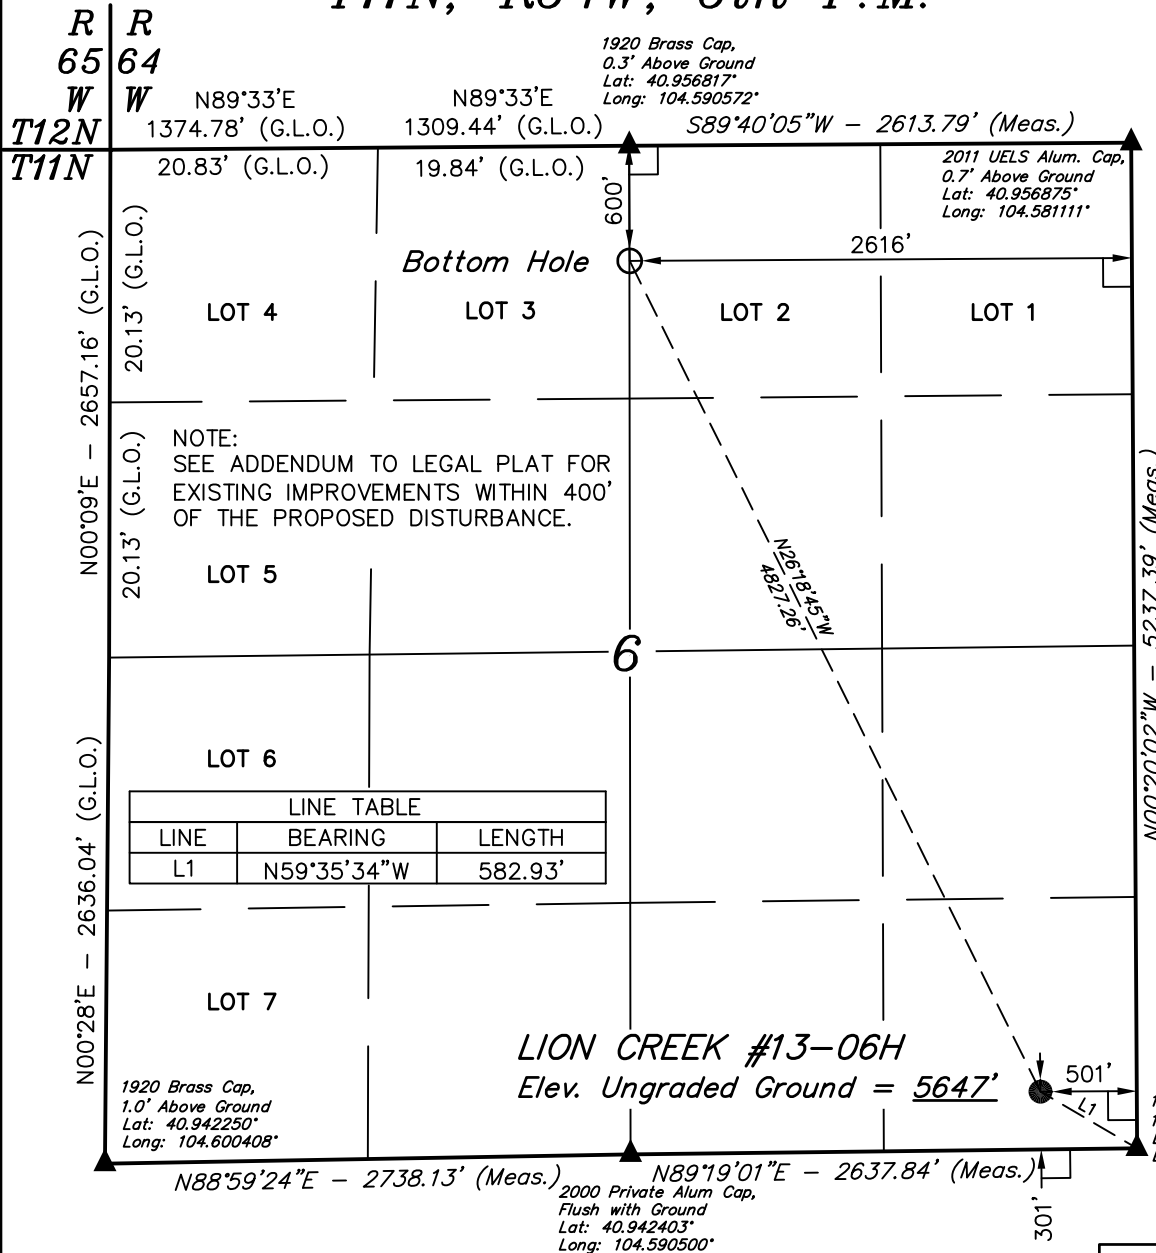 R R
65 64
W W
T12N
T11N
1920 Brass Cap,
0.3' Above Ground
Lat: 40.956817°
Long: 104.590572°
N89°33'E
1374.78' (G.L.O.)
N89°33'E
1309.44' (G.L.O.)
S89°40'05"W - 2613.79' (Meas.)
20.83' (G.L.O.)
19.84' (G.L.O.)
2011 UELS Alum. Cap,
0.7' Above Ground
Lat: 40.956875°
Long: 104.581111°
600'
2616'
Bottom Hole
LOT 4
LOT 3
LOT 2
LOT 1
N00°09'E - 2657.16' (G.L.O.)
20.13' (G.L.O.)
20.13' (G.L.O.)
NOTE:
SEE ADDENDUM TO LEGAL PLAT FOR
EXISTING IMPROVEMENTS WITHIN 400'
OF THE PROPOSED DISTURBANCE.
N26°18'45"W
4827.26'
N00°20'02"W - 5237.39' (Meas.)
LOT 5
6
LOT 6
LINE TABLE
LINE BEARING LENGTH
L1 N59°35'34"W 582.93'
N00°28'E - 2636.04' (G.L.O.)
LOT 7
LION CREEK #13-06H
Elev. Ungraded Ground = 5647'
501'
L1
1920 Brass Cap,
1.0' Above Ground
Lat: 40.942250°
Long: 104.600408°
N88°59'24"E - 2738.13' (Meas.)
N89°19'01"E - 2637.84' (Meas.)
301'
2000 Private Alum Cap,
Flush with Ground
Lat: 40.942403°
Long: 104.590500°